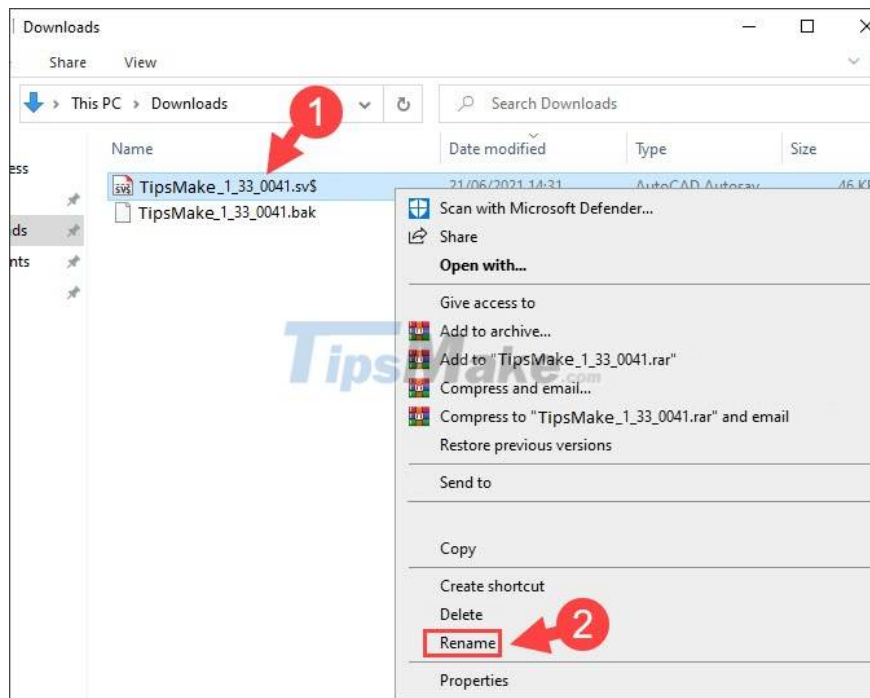 Downloads
Share View
This PC > Downloads
Search Downloads
1
Name Date modified Type Size
ess
SV$ TipsMake_1_33_0041.sv$ 21/06/2021 14:31 AutoCAD Autosav 46 K
TipsMake_1_33_0041.bak
ds
nts
Scan with Microsoft Defender...
Share
Open with...
Give access to
Add to archive...
Add to "TipsMake_1_33_0041.rar"
Compress and email...
Compress to "TipsMake_1_33_0041.rar" and email
Restore previous versions
Send to
Copy
Create shortcut
Delete
Rename
2
Properties
TipsMake.com